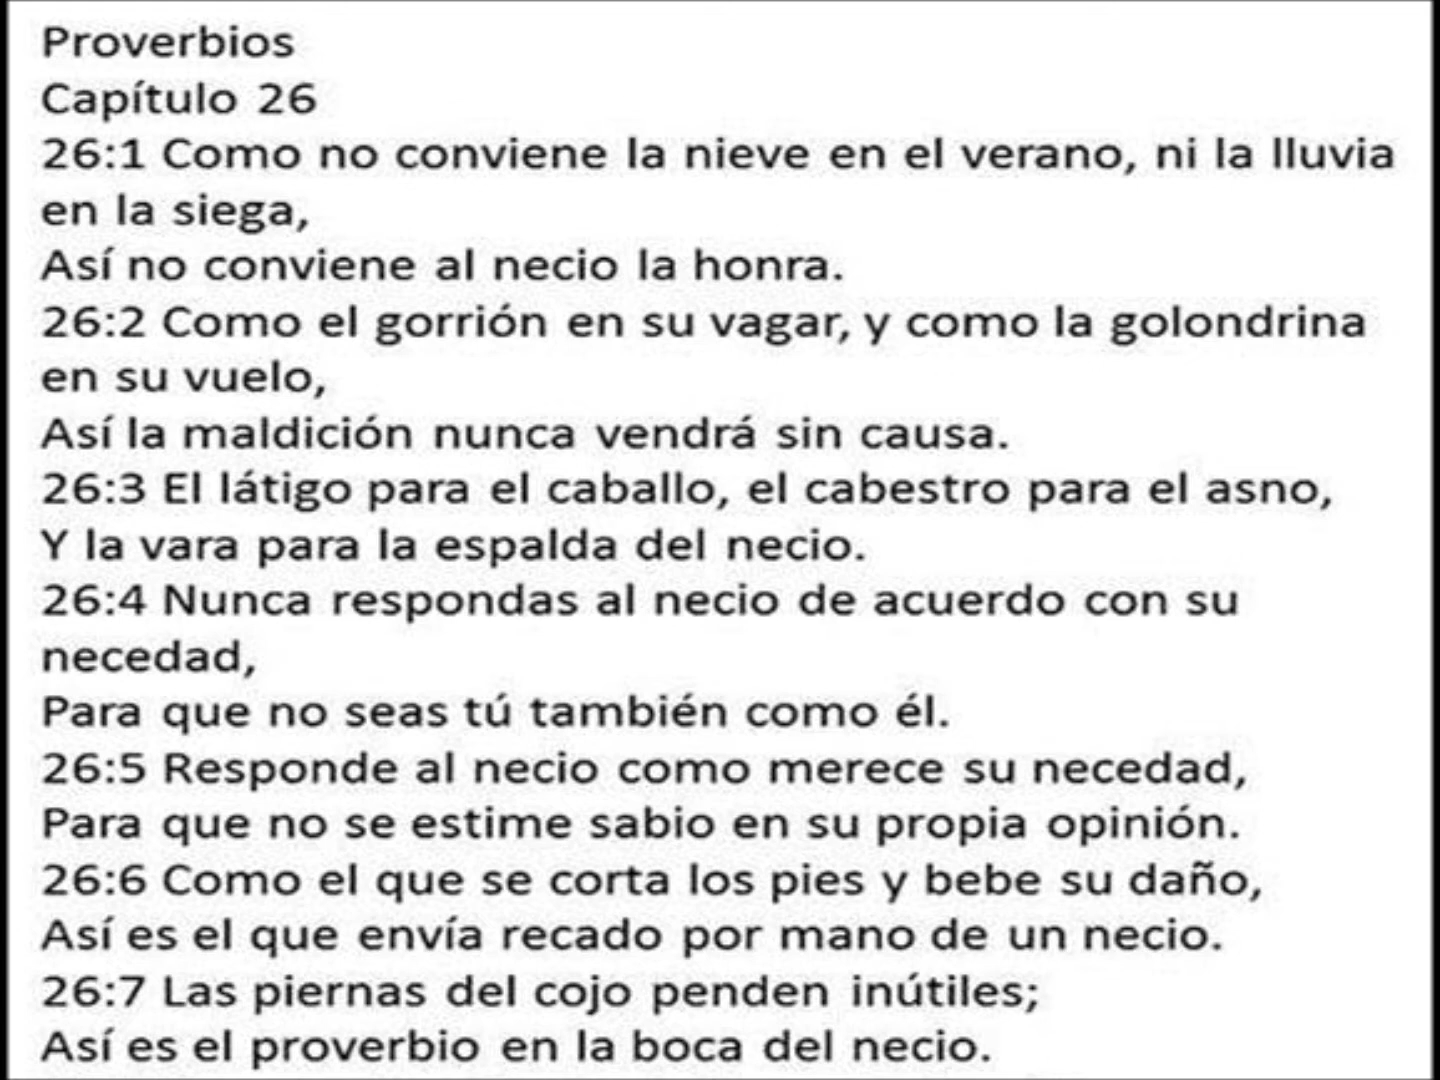 Proverbios
Capítulo 26
26:1 Como no conviene la nieve en el verano, ni la lluvia
en la siega,
Así no conviene al necio la honra.
26:2 Como el gorrión en su vagar, y como la golondrina
en su vuelo,
Así la maldición nunca vendrá sin causa.
26:3 El látigo para el caballo, el cabestro para el asno,
Y la vara para la espalda del necio.
26:4 Nunca respondas al necio de acuerdo con su
necedad,
Para que no seas tú también como él.
26:5 Responde al necio como merece su necedad,
Para que no se estime sabio en su propia opinión.
26:6 Como el que se corta los pies y bebe su daño,
Así es el que envía recado por mano de un necio.
26:7 Las piernas del cojo penden inútiles;
Así es el proverbio en la boca del necio.